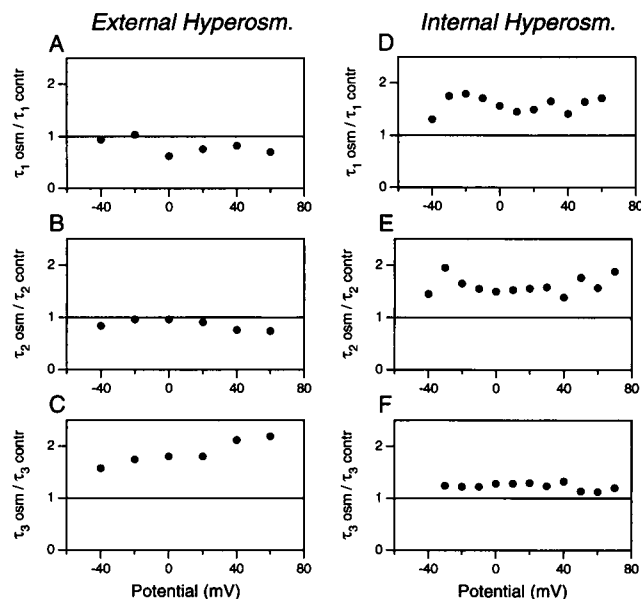 External Hyperosm.
Internal Hyperosm.
A
τ1 osm / τ1 contr
2
1
0
-40 0 40 80
B
τ2 osm / τ2 contr
2
1
0
-40 0 40 80
C
τ3 osm / τ3 contr
2
1
0
-40 0 40 80
Potential (mV)
D
τ1 osm / τ1 contr
2
1
0
-40 0 40 80
E
τ2 osm / τ2 contr
2
1
0
-40 0 40 80
F
τ3 osm / τ3 contr
2
1
0
-40 0 40 80
Potential (mV)